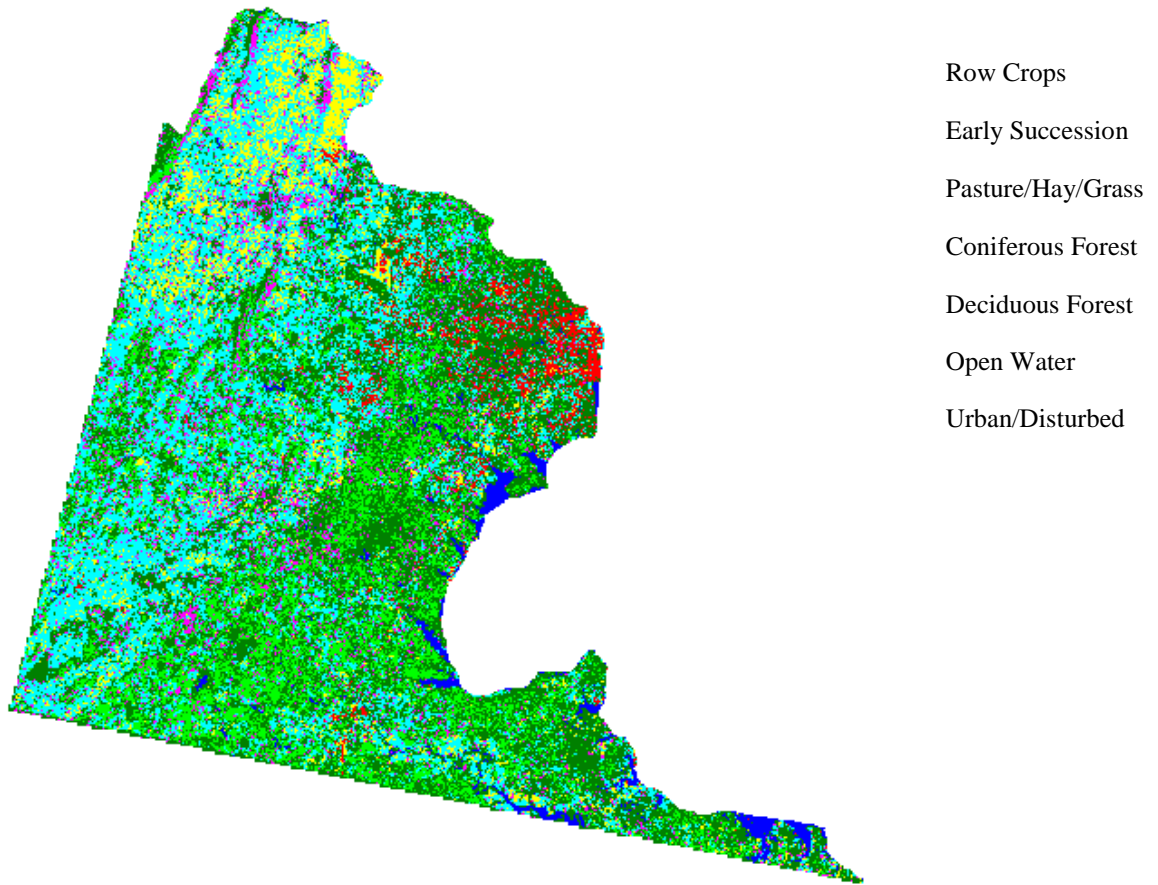 Row Crops
Early Succession
Pasture/Hay/Grass
Coniferous Forest
Deciduous Forest
Open Water
Urban/Disturbed